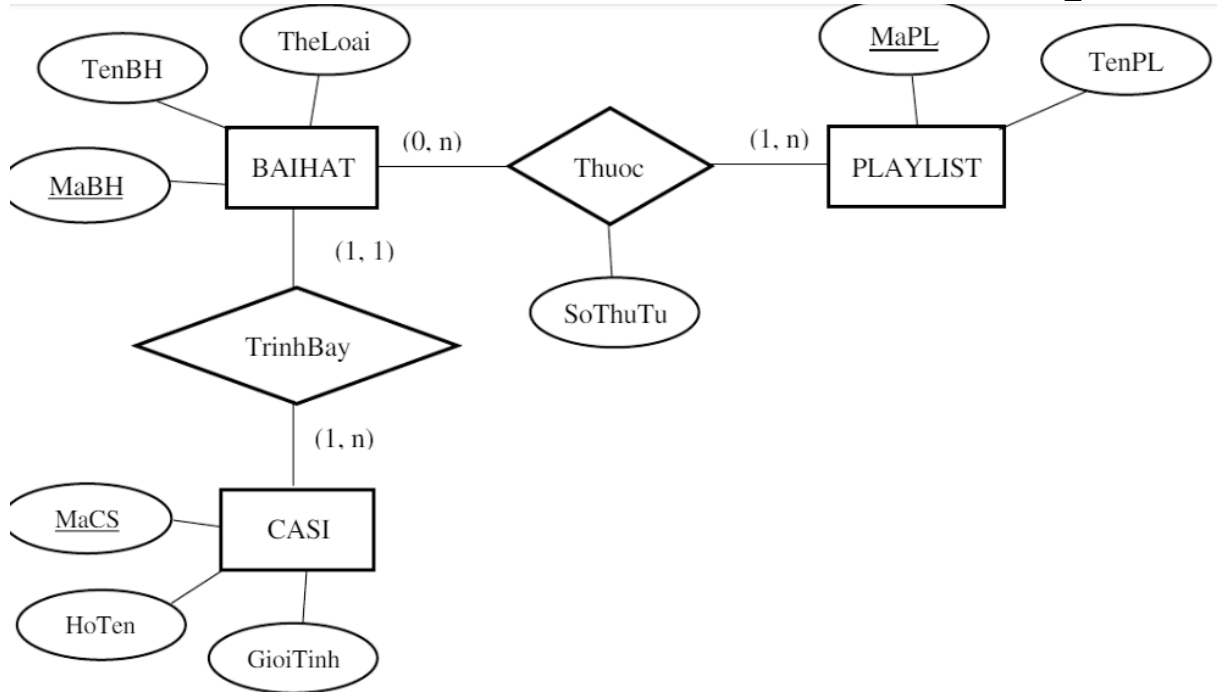 TheLoai
TenBH
MaBH
BAIHAT
(0, n)
Thuoc
(1, n)
PLAYLIST
MaPL
TenPL
SoThuTu
(1, 1)
TrinhBay
(1, n)
MaCS
CASI
HoTen
GioiTinh